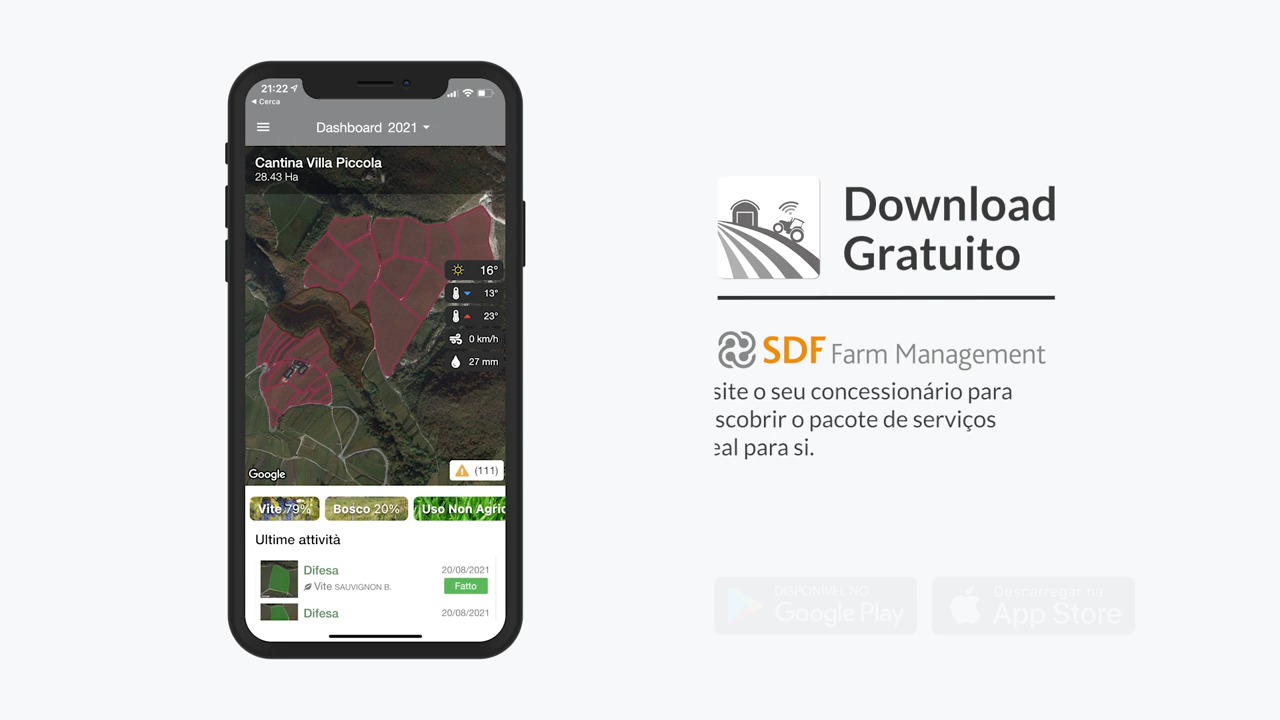 21:22
Cerca
Dashboard 2021
Cantina Villa Piccola
28.43 Ha
16°
13°
23°
0 km/h
27 mm
Google
(111)
Vite 79%
Bosco 20%
Uso Non Agric
Ultime attività
Difesa
20/08/2021
Vite SAUVIGNON B.
Fatto
Difesa
20/08/2021
Download
Gratuito
SDF Farm Management
site o seu concessionário para
scobrir o pacote de serviços
eal para si.
DISPONÍVEL NO
Google Play
Descarregar na
App Store